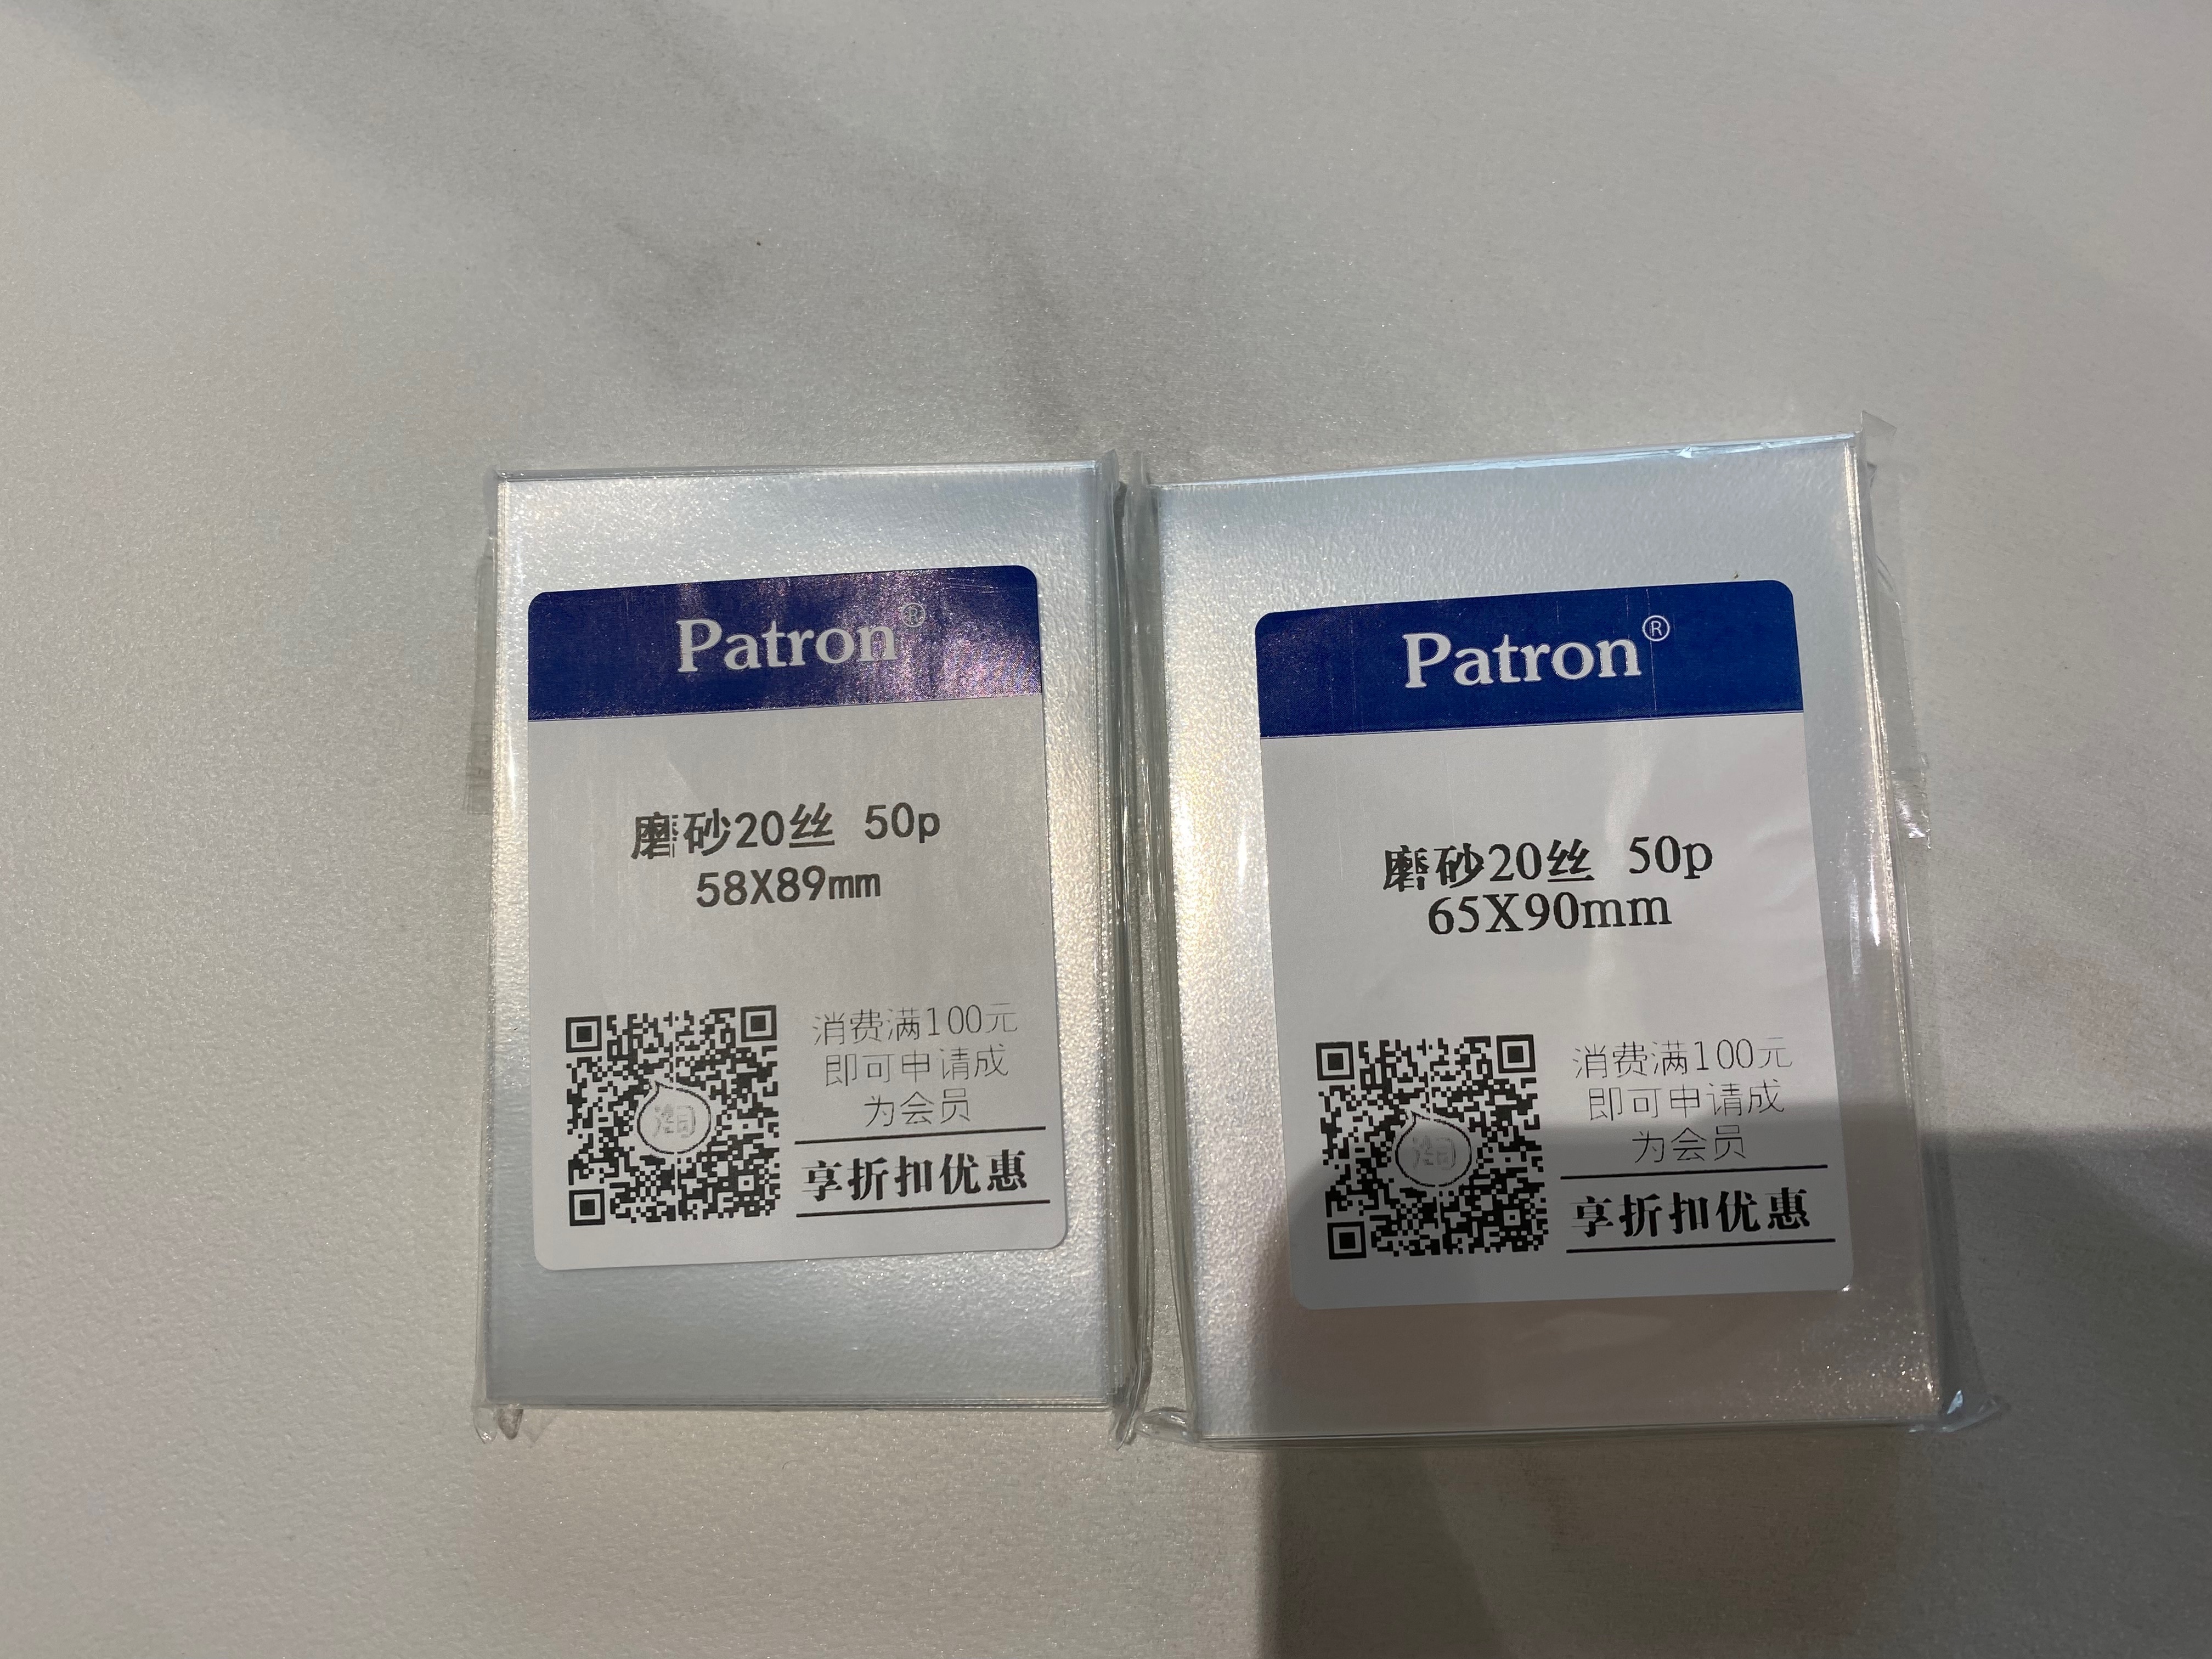 Patron®
磨砂20丝 50p
58X89mm
消费满100元
即可申请成
为会员
享折扣优惠
淘
Patron®
磨砂20丝 50p
65X90mm
消费满100元
即可申请成
为会员
享折扣优惠
淘